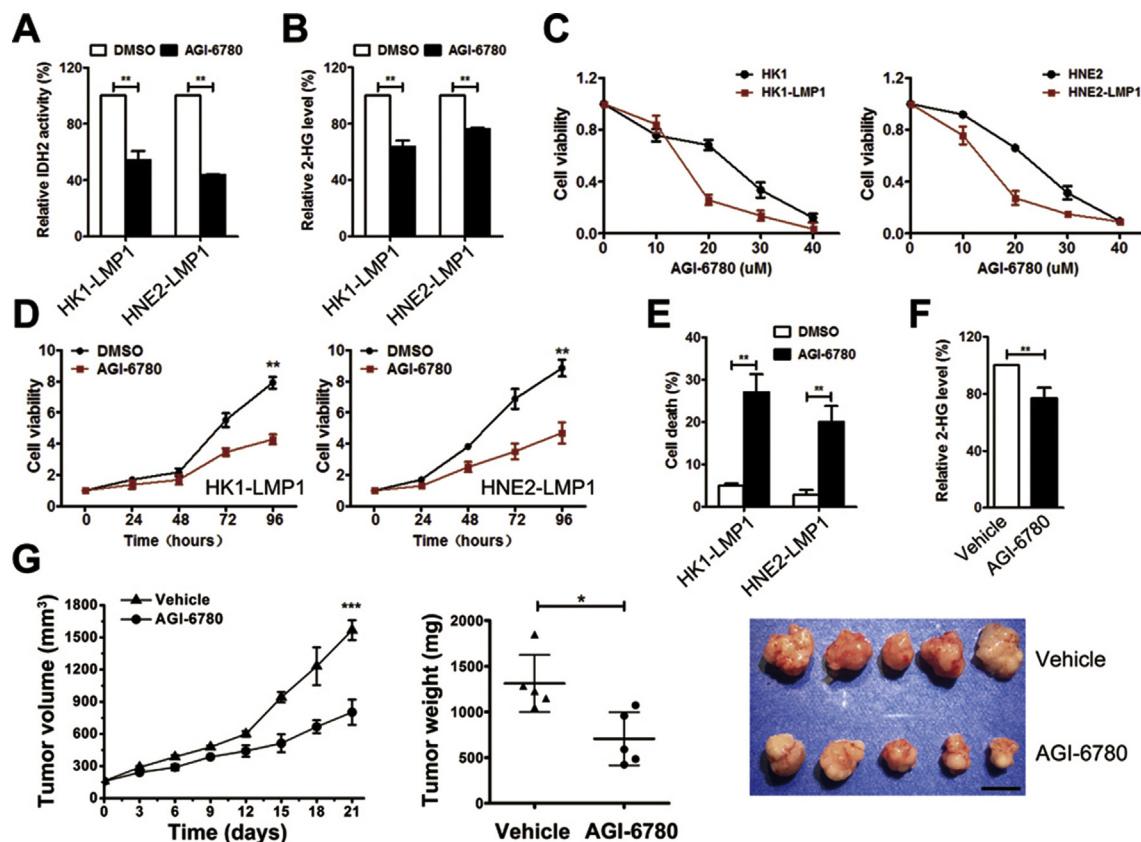 A
DMSO AGI-6780
Relative IDH2 activity (%)
120
80
40
0
** **
HK1-LMP1
HNE2-LMP1
B
DMSO AGI-6780
Relative 2-HG level (%)
120
80
40
0
** **
HK1-LMP1
HNE2-LMP1
C
HK1
HK1-LMP1
Cell viability
1.2
0.8
0.4
0.0
0 10 20 30 40
AGI-6780 (uM)
HNE2
HNE2-LMP1
Cell viability
1.2
0.8
0.4
0.0
0 10 20 30 40
AGI-6780 (uM)
D
DMSO
AGI-6780
**
Cell viability
10
8
6
4
2
0
HK1-LMP1
0 24 48 72 96
Time (hours)
DMSO
AGI-6780
**
Cell viability
10
8
6
4
2
0
HNE2-LMP1
0 24 48 72 96
Time (hours)
E
DMSO
AGI-6780
Cell death (%)
40
30
20
10
0
**
**
HK1-LMP1
HNE2-LMP1
F
Relative 2-HG level (%)
120
80
40
0
**
Vehicle
AGI-6780
G
Vehicle
AGI-6780
***
Tumor volume (mm³)
1800
1500
1200
900
600
300
0
0 3 6 9 12 15 18 21
Time (days)
*
Tumor weight (mg)
2000
1500
1000
500
0
Vehicle AGI-6780
Vehicle
AGI-6780